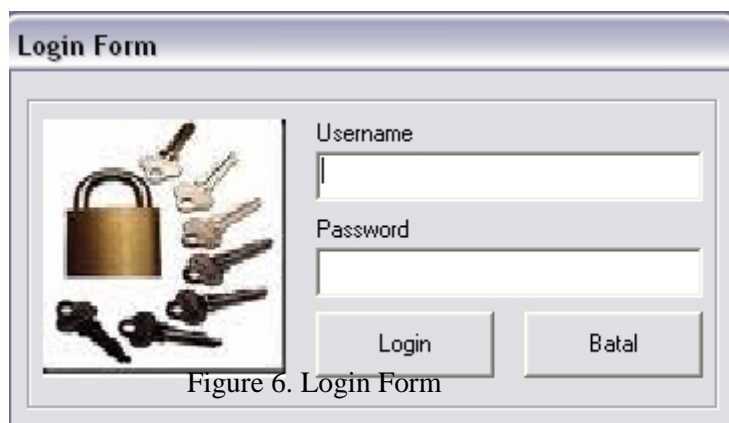 Login Form
Username
Password
Login Batal
Figure 6. Login Form